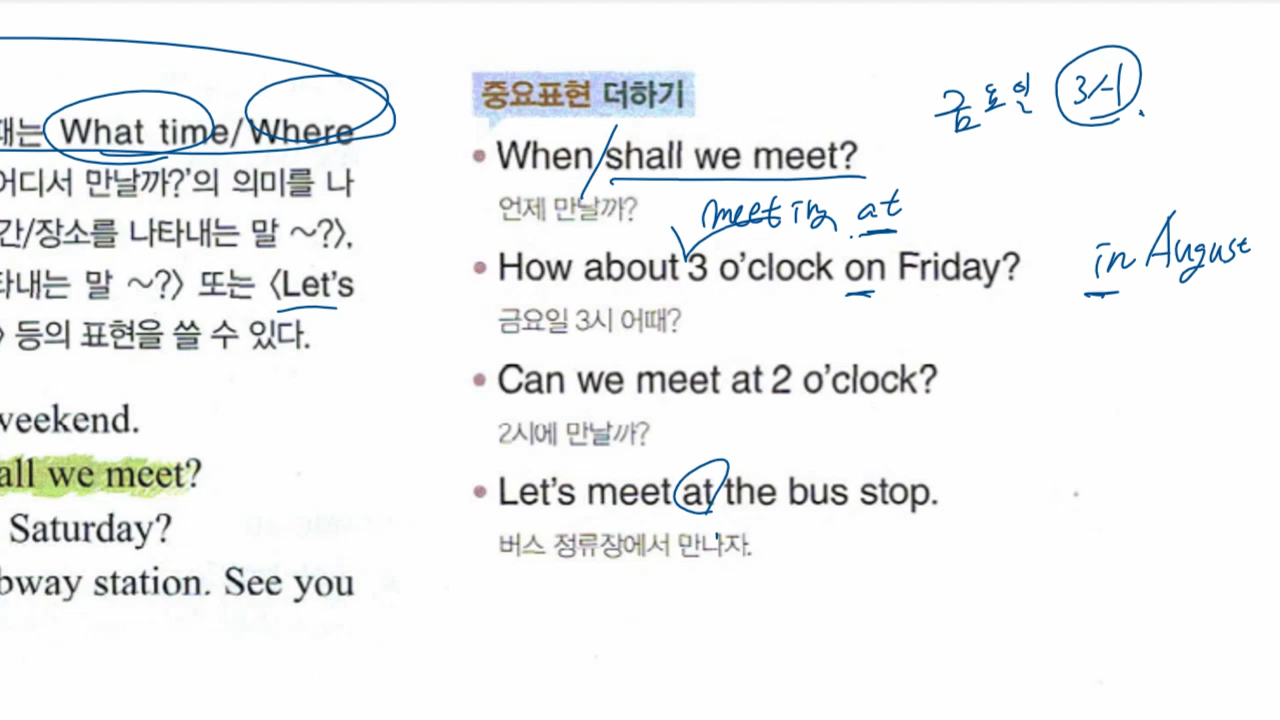 때는 What time/Where
어디서 만날까?'의 의미를 나
간/장소를 나타내는 말 ~?〉,
타내는 말 ~?〉 또는 〈Let's
〉 등의 표현을 쓸 수 있다.
weekend.
all we meet?
Saturday?
bway station. See you
중요표현 더하기
금요일 3시.
• When/shall we meet?
언제 만날까?
meeting at
• How about 3 o'clock on Friday?
in August
금요일 3시 어때?
• Can we meet at 2 o'clock?
2시에 만날까?
• Let's meet at the bus stop.
버스 정류장에서 만나자.